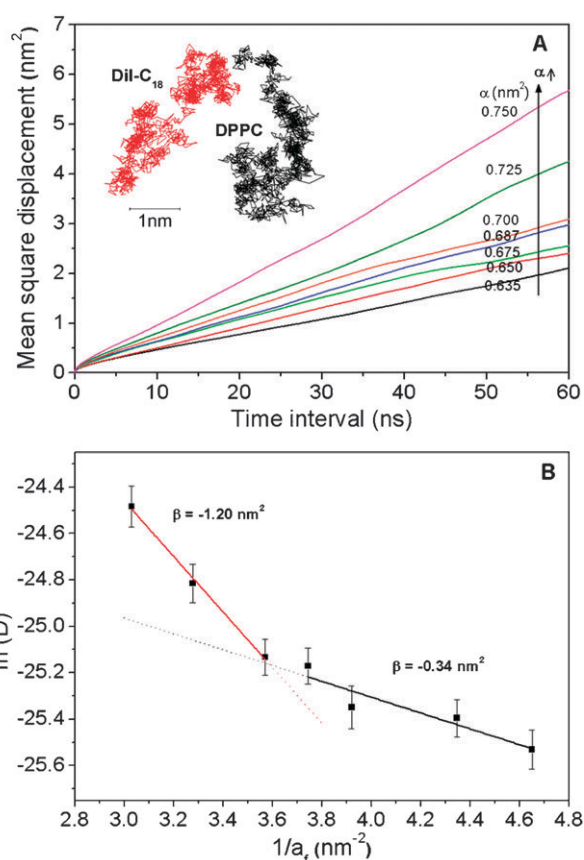 7
6
5
4
3
2
1
0
Mean square displacement (nm²)
A
DiI-C₁₈
DPPC
1nm
α (nm²)
α
0.750
0.725
0.700
0.687
0.675
0.650
0.635
0 10 20 30 40 50 60
Time interval (ns)
B
-24.4
-24.6
-24.8
-25.0
-25.2
-25.4
-25.6
(D)
β = -1.20 nm²
β = -0.34 nm²
2.8 3.0 3.2 3.4 3.6 3.8 4.0 4.2 4.4 4.6 4.8
1/a_f (nm⁻²)